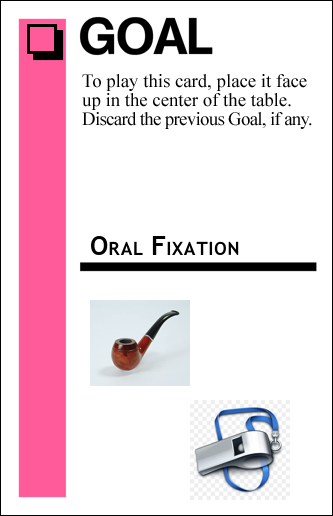 GOAL
To play this card, place it face
up in the center of the table.
Discard the previous Goal, if any.
ORAL FIXATION